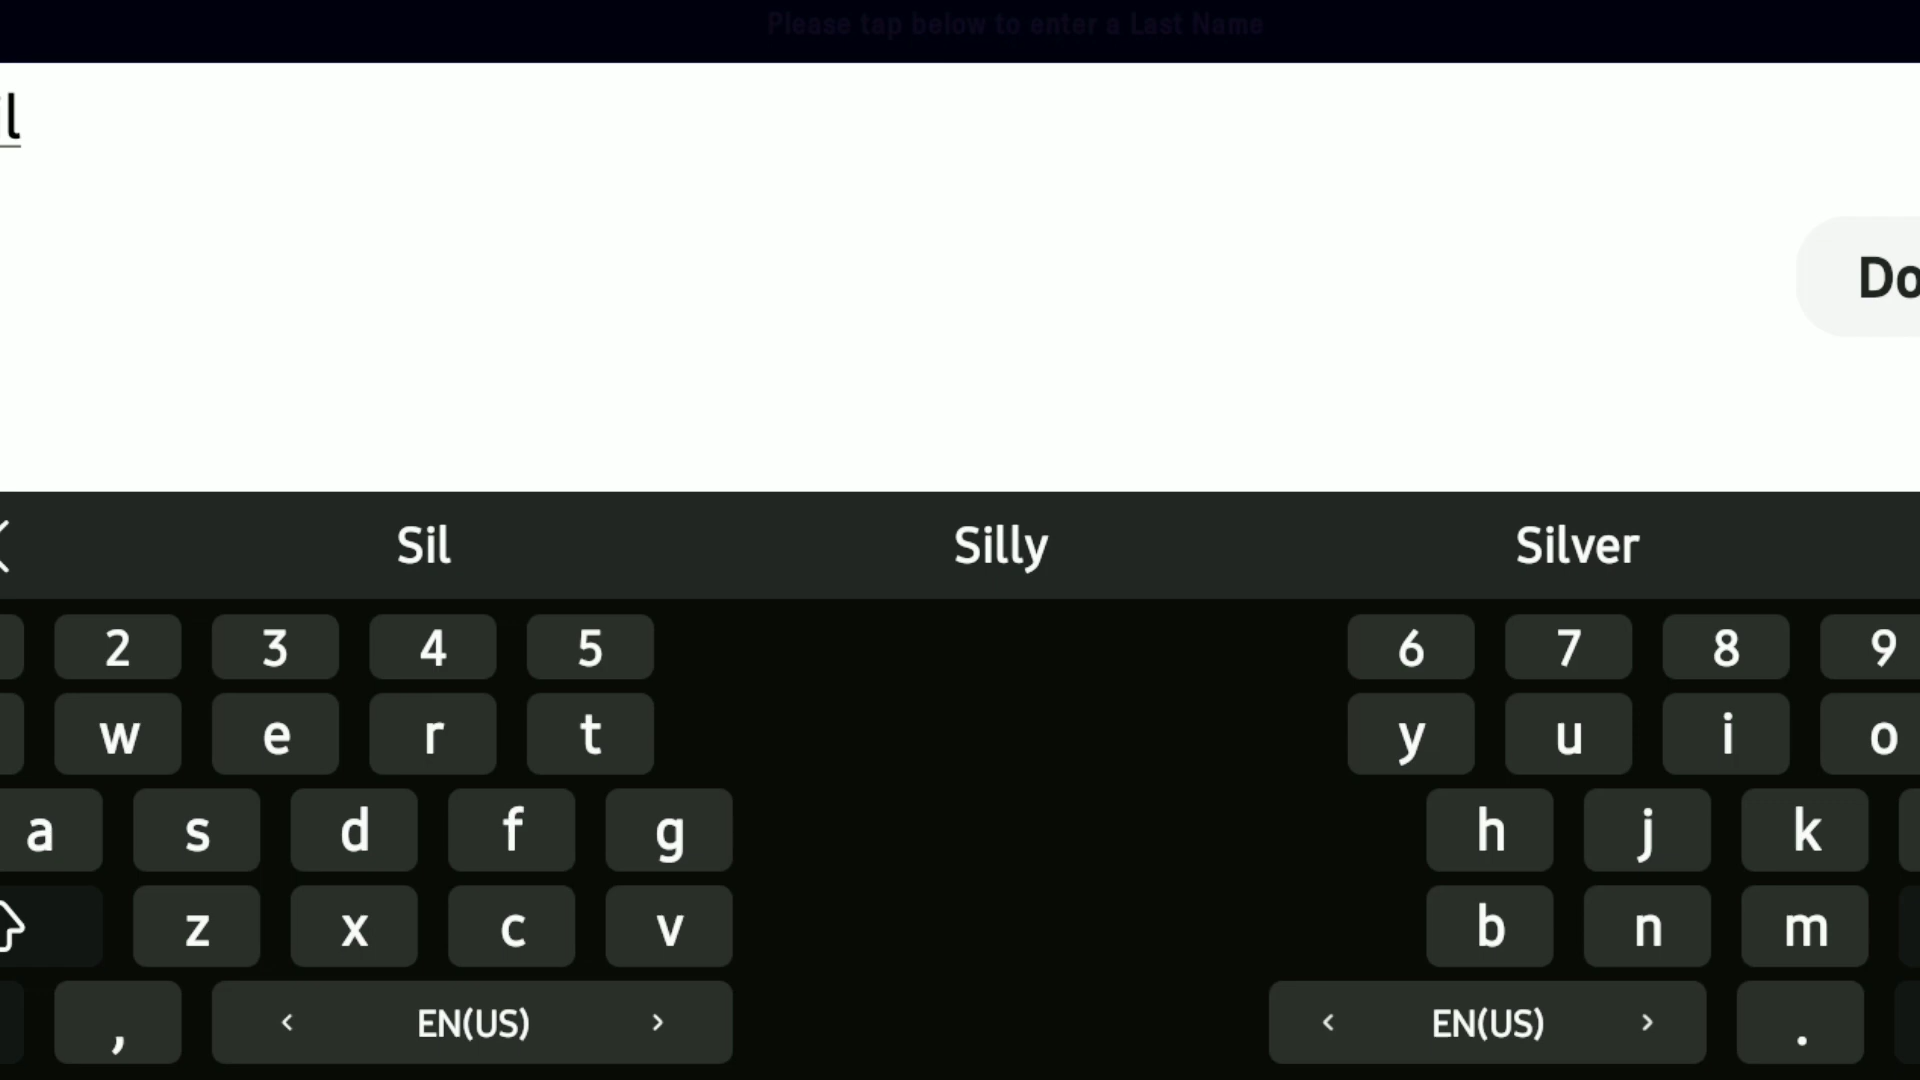 Please tap below to enter a Last Name
l
Do
Sil Silly Silver
2 3 4 5 6 7 8 9
w e r t y u i o
a s d f g h j k
z x c v b n m
, < EN(US) > < EN(US) > .